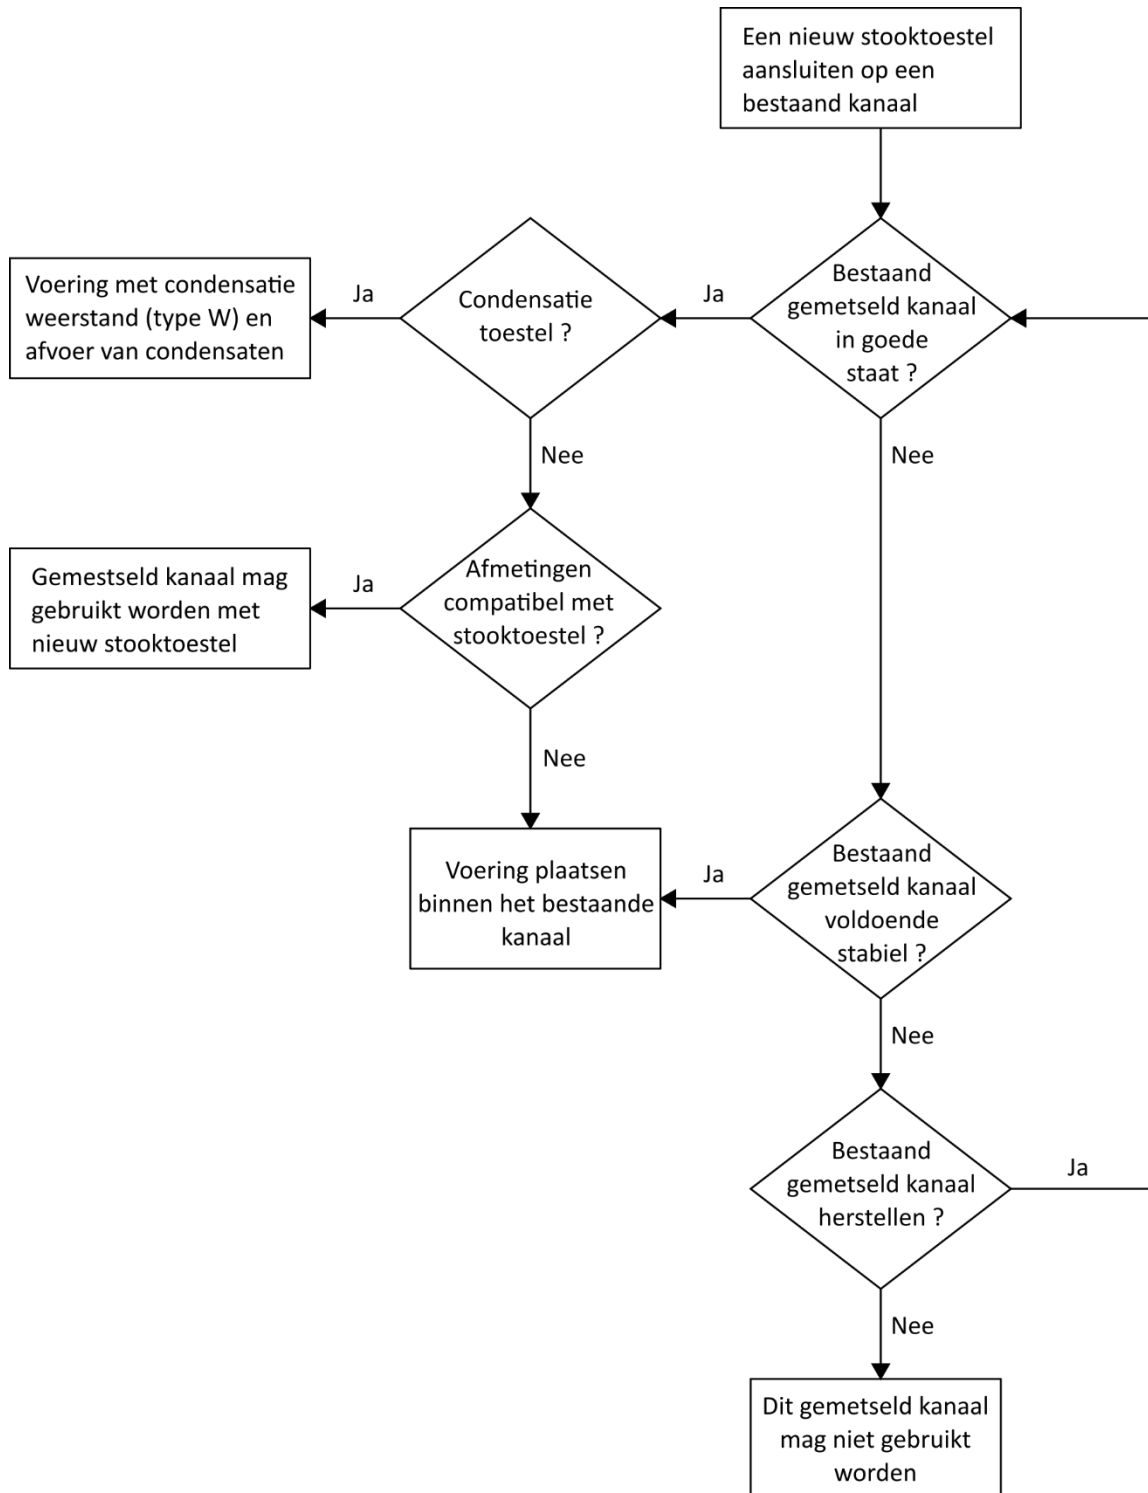 Een nieuw stooktoestel
aansluiten op een
bestaand kanaal
Bestaand
gemetseld kanaal
in goede
staat ?
Ja
Condensatie
toestel ?
Ja
Voering met condensatie
weerstand (type W) en
afvoer van condensaten
Nee
Nee
Afmetingen
compatibel met
stooktoestel ?
Ja
Gemestseld kanaal mag
gebruikt worden met
nieuw stooktoestel
Nee
Voering plaatsen
binnen het bestaande
kanaal
Ja
Bestaand
gemetseld kanaal
voldoende
stabiel ?
Nee
Bestaand
gemetseld kanaal
herstellen ?
Ja
Nee
Dit gemetseld kanaal
mag niet gebruikt
worden